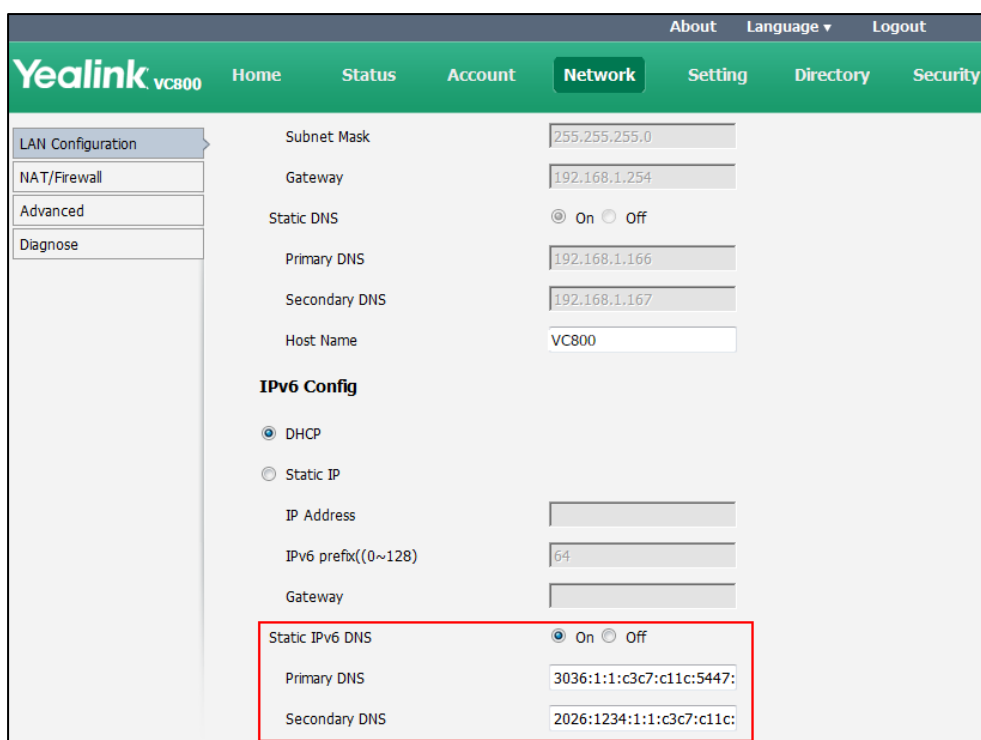 About Language ▾ Logout
Yealink VC800 Home Status Account Network Setting Directory Security
LAN Configuration
NAT/Firewall
Advanced
Diagnose
Subnet Mask 255.255.255.0
Gateway 192.168.1.254
Static DNS On Off
Primary DNS 192.168.1.166
Secondary DNS 192.168.1.167
Host Name VC800
IPv6 Config
DHCP
Static IP
IP Address
IPv6 prefix((0~128) 64
Gateway
Static IPv6 DNS On Off
Primary DNS 3036:1:1:c3c7:c11c:5447:
Secondary DNS 2026:1234:1:1:c3c7:c11c: